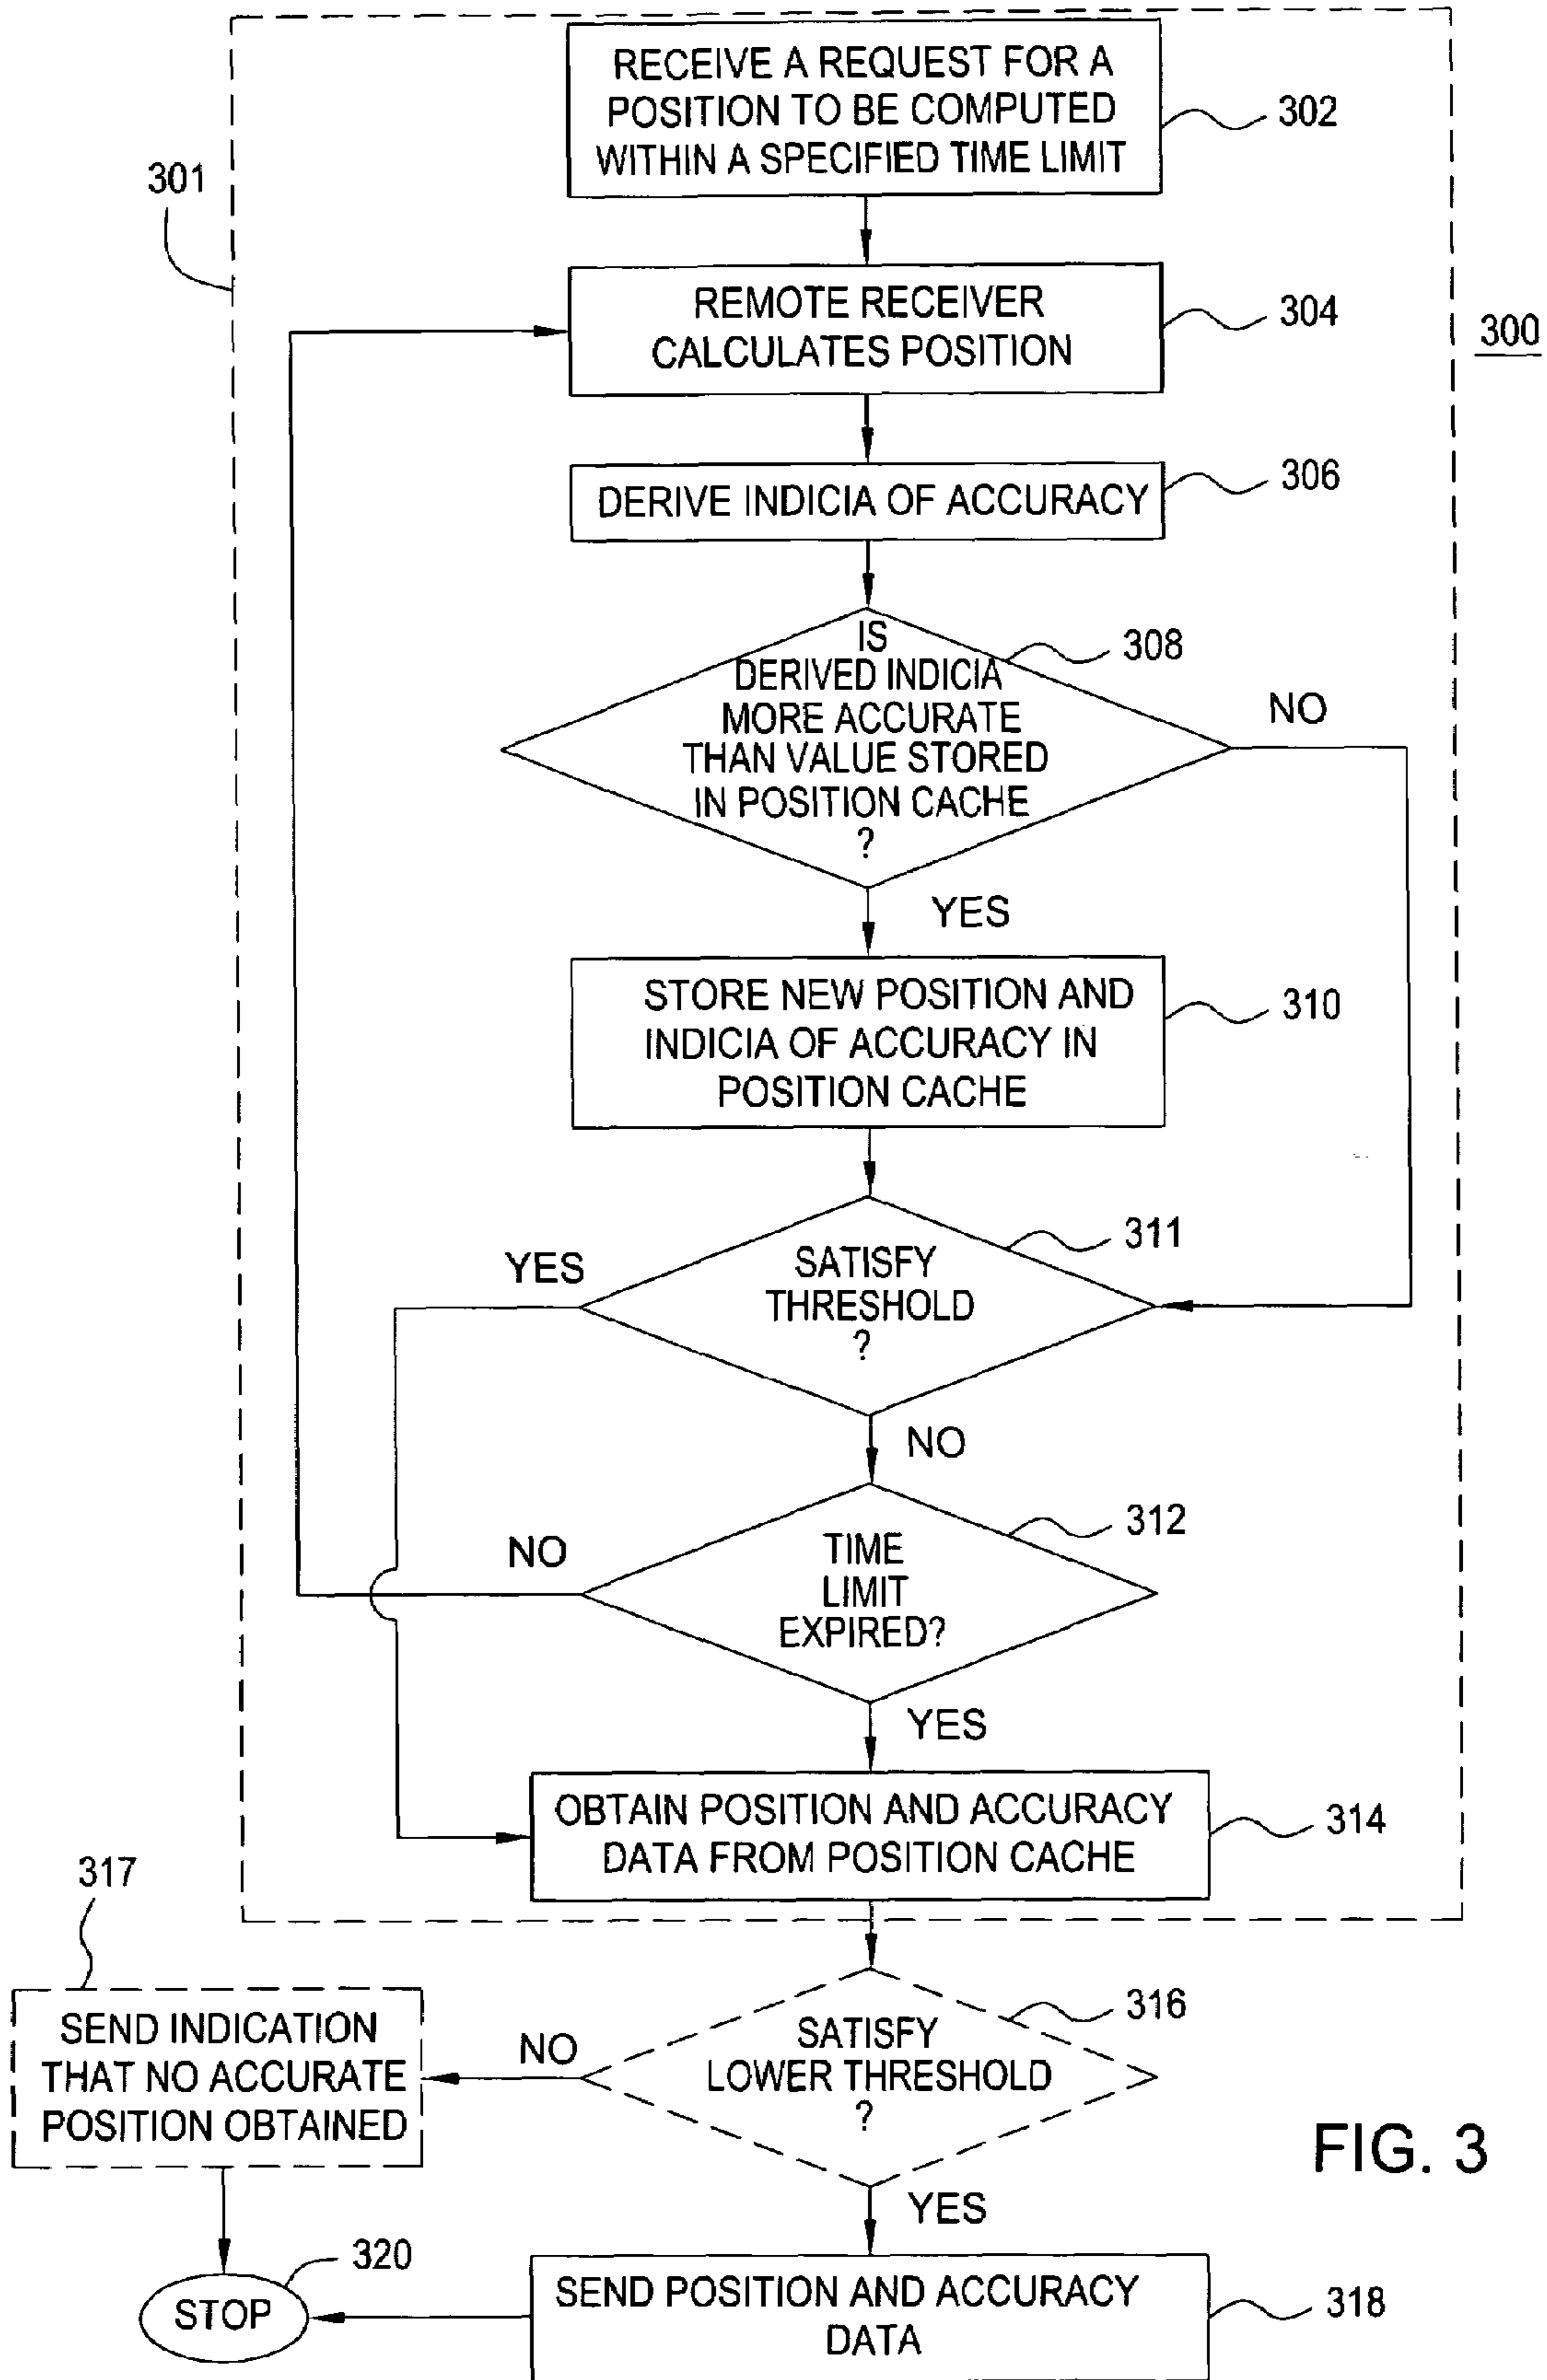 RECEIVE A REQUEST FOR A
POSITION TO BE COMPUTED
WITHIN A SPECIFIED TIME LIMIT
302
301
REMOTE RECEIVER
CALCULATES POSITION
304
300
DERIVE INDICIA OF ACCURACY
306
IS
DERIVED INDICIA
MORE ACCURATE
THAN VALUE STORED
IN POSITION CACHE
?
308
NO
YES
STORE NEW POSITION AND
INDICIA OF ACCURACY IN
POSITION CACHE
310
SATISFY
THRESHOLD
?
311
YES
NO
TIME
LIMIT
EXPIRED?
312
NO
YES
OBTAIN POSITION AND ACCURACY
DATA FROM POSITION CACHE
314
317
SATISFY
LOWER THRESHOLD
?
316
NO
SEND INDICATION
THAT NO ACCURATE
POSITION OBTAINED
YES
FIG. 3
320
STOP
SEND POSITION AND ACCURACY
DATA
318